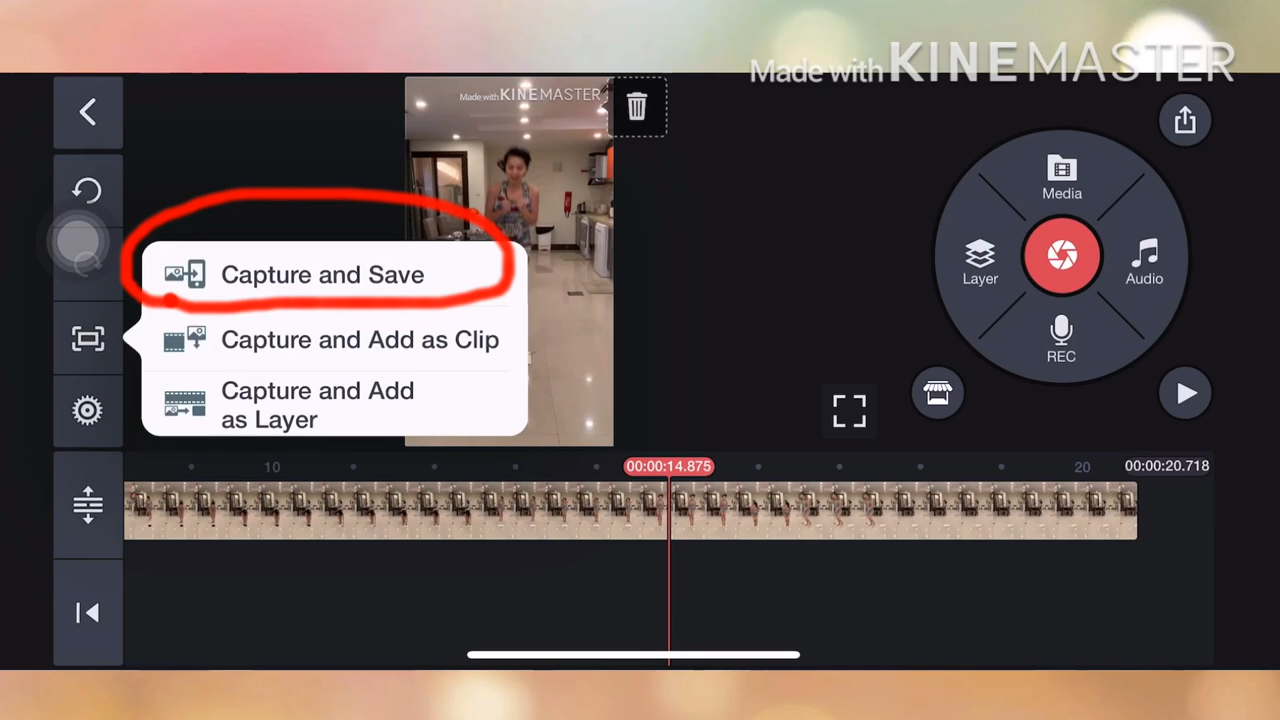 Made with KINEMASTER
Made with KINEMASTER
Capture and Save
Capture and Add as Clip
Capture and Add
as Layer
Media
Layer
Audio
REC
10
00:00:14.875
20
00:00:20.718